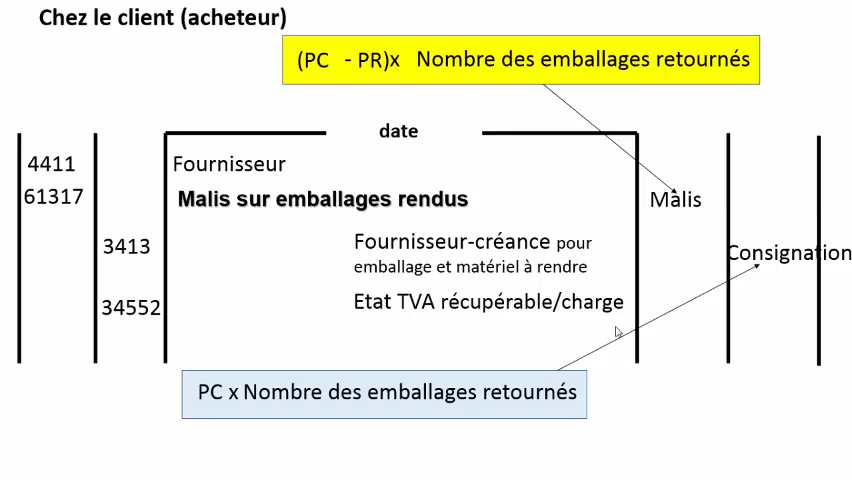 Chez le client (acheteur)
(PC - PR)x Nombre des emballages retournés
date
4411 Fournisseur
61317 Malis sur emballages rendus Malis
3413 Fournisseur-créance pour
emballage et matériel à rendre
Consignation
34552 Etat TVA récupérable/charge
PC x Nombre des emballages retournés